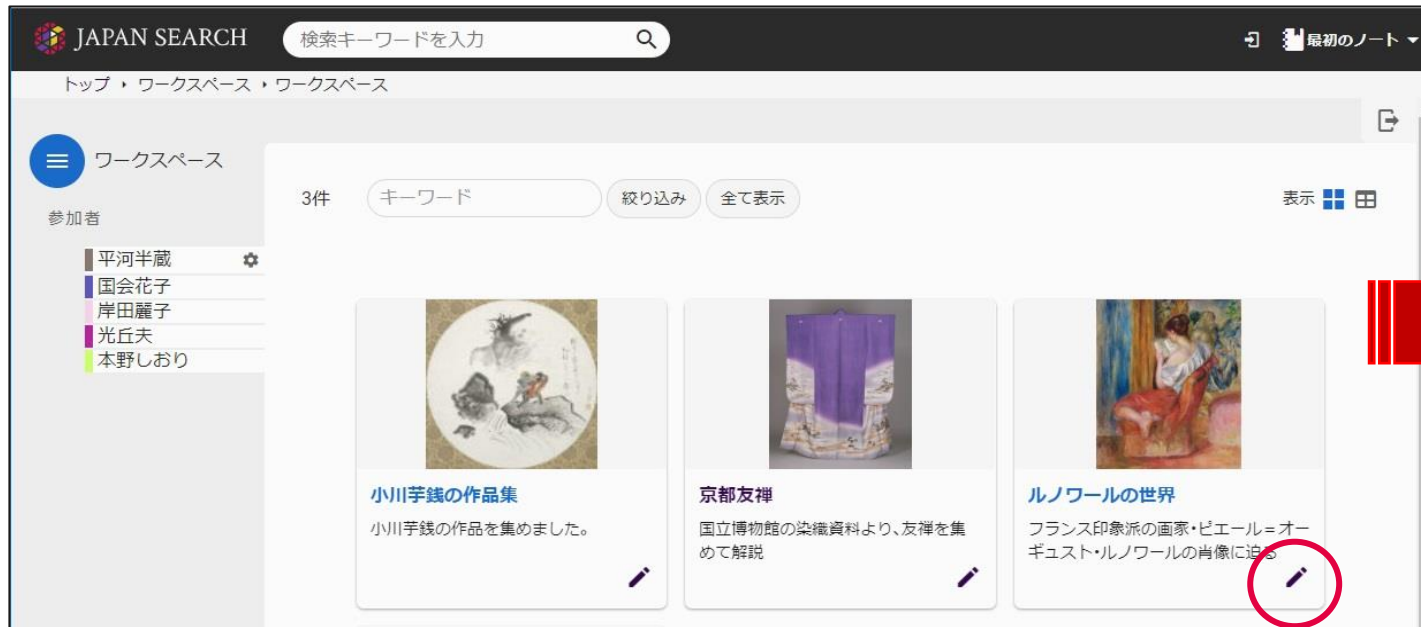 JAPAN SEARCH
検索キーワードを入力
最初のノート
トップ ワークスペース ワークスペース
ワークスペース
参加者
平河半蔵
国会花子
岸田麗子
光丘夫
本野しおり
3件
キーワード
絞り込み
全て表示
表示
小川芋銭の作品集
小川芋銭の作品を集めました。
京都友禅
国立博物館の染織資料より、友禅を集
めて解説
ルノワールの世界
フランス印象派の画家・ピエール＝オー
ギュスト・ルノワールの肖像に迫る